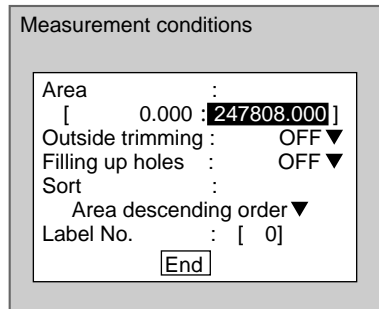 Measurement conditions
Area :
[ 0.000 : 247808.000 ]
Outside trimming : OFF▼
Filling up holes : OFF▼
Sort :
Area descending order▼
Label No. : [ 0]
End